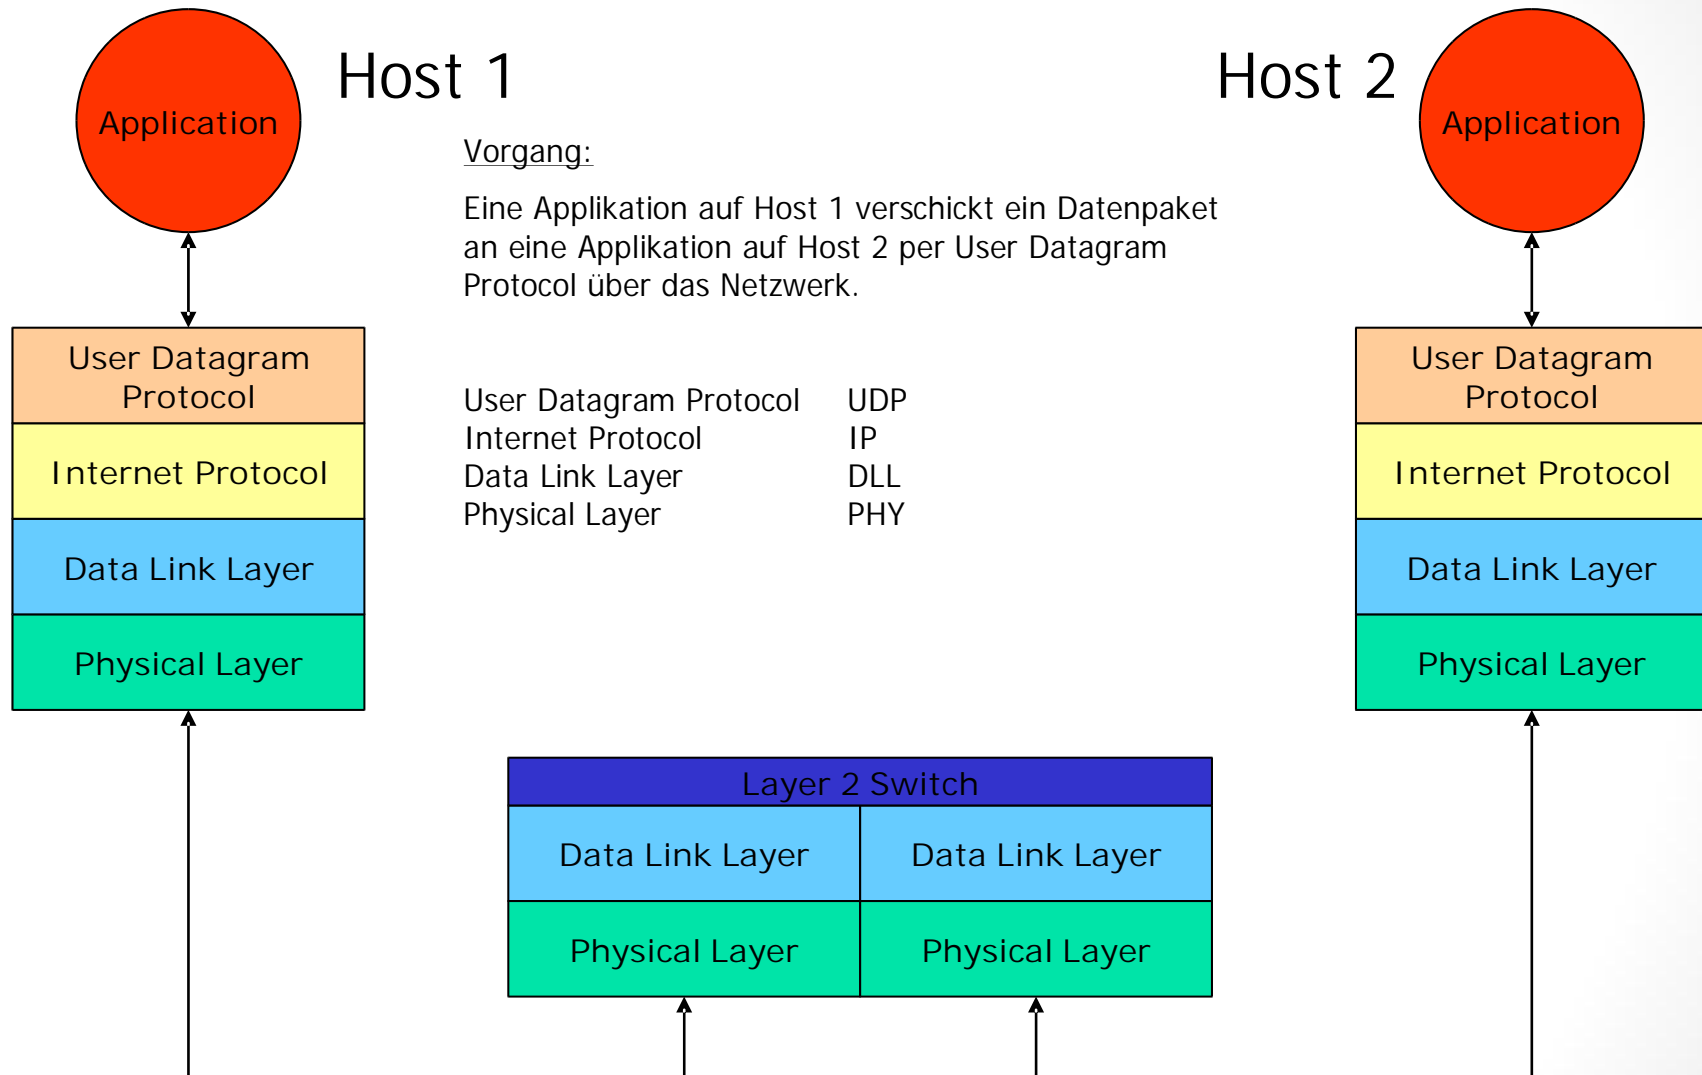 Host 1
Host 2
Application
Application
Vorgang:
Eine Applikation auf Host 1 verschickt ein Datenpaket
an eine Applikation auf Host 2 per User Datagram
Protocol über das Netzwerk.
User Datagram
Protocol
Internet Protocol
Data Link Layer
Physical Layer
User Datagram Protocol UDP
Internet Protocol IP
Data Link Layer DLL
Physical Layer PHY
User Datagram
Protocol
Internet Protocol
Data Link Layer
Physical Layer
Layer 2 Switch
Data Link Layer
Data Link Layer
Physical Layer
Physical Layer